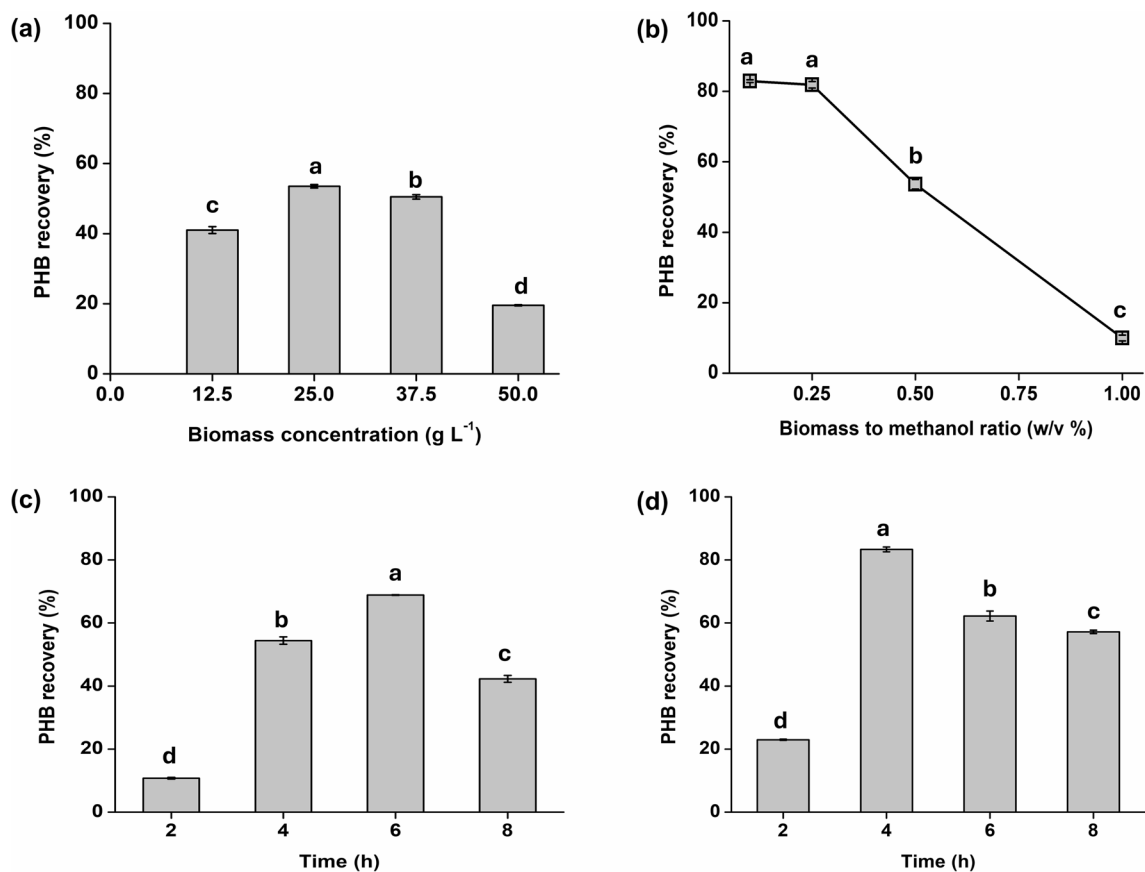 (a)
100
80
60
40
20
0
PHB recovery (%)
c
a
b
d
0.0 12.5 25.0 37.5 50.0
Biomass concentration (g L⁻¹)
(b)
100
80
60
40
20
0
PHB recovery (%)
a
a
b
c
0.25 0.50 0.75 1.00
Biomass to methanol ratio (w/v %)
(c)
100
80
60
40
20
0
PHB recovery (%)
d
b
a
c
2 4 6 8
Time (h)
(d)
100
80
60
40
20
0
PHB recovery (%)
d
a
b
c
2 4 6 8
Time (h)